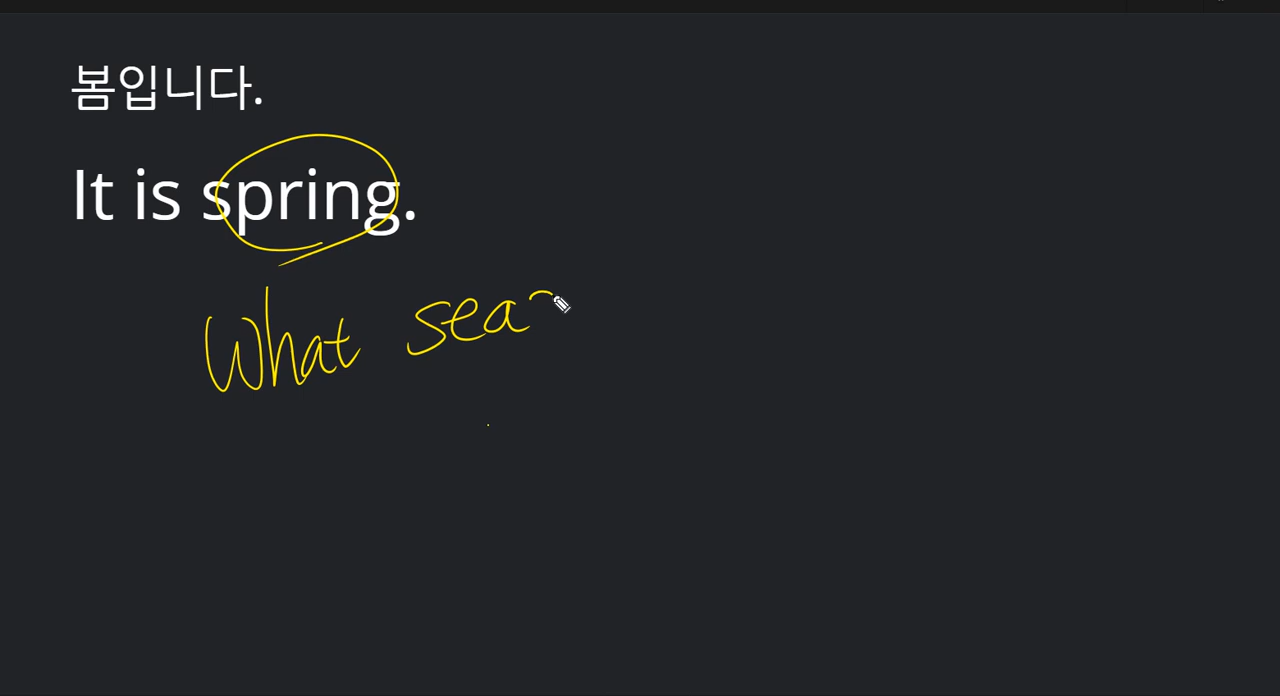 봄입니다.
It is spring.
What sea